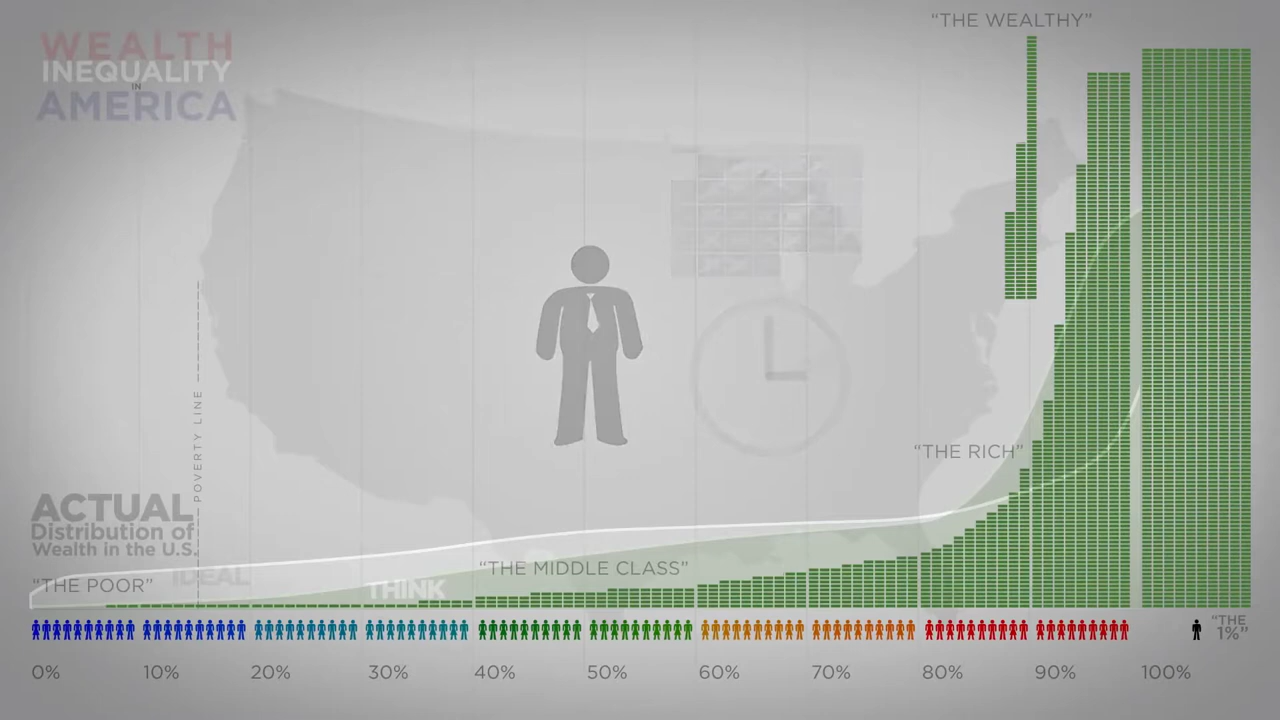 “THE WEALTHY”
WEALTH
INEQUALITY
IN
AMERICA
POVERTY LINE
“THE RICH”
ACTUAL
Distribution of
Wealth in the U.S.
“THE POOR”
IDEAL
THINK
“THE MIDDLE CLASS”
“THE
1%”
0% 10% 20% 30% 40% 50% 60% 70% 80% 90% 100%